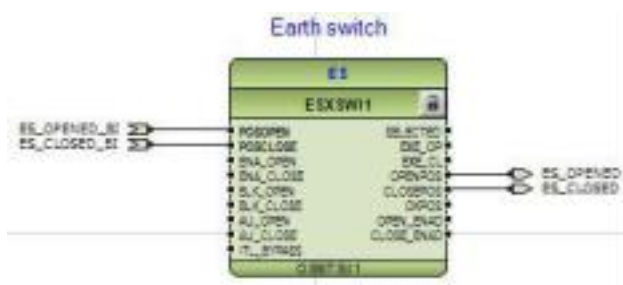 Earth switch
ES
ESXSWI1
ES_OPENED_BI
ES_CLOSED_BI
POSOPEN
POSCLOSE
ENA_OPEN
ENA_CLOSE
BLK_OPEN
BLK_CLOSE
AU_OPEN
AU_CLOSE
ITL_BYPASS
SELECTED
EXE_OP
EXE_CL
OPENPOS
CLOSEPOS
OKPOS
OPEN_ENAD
CLOSE_ENAD
ES_OPENED
ES_CLOSED